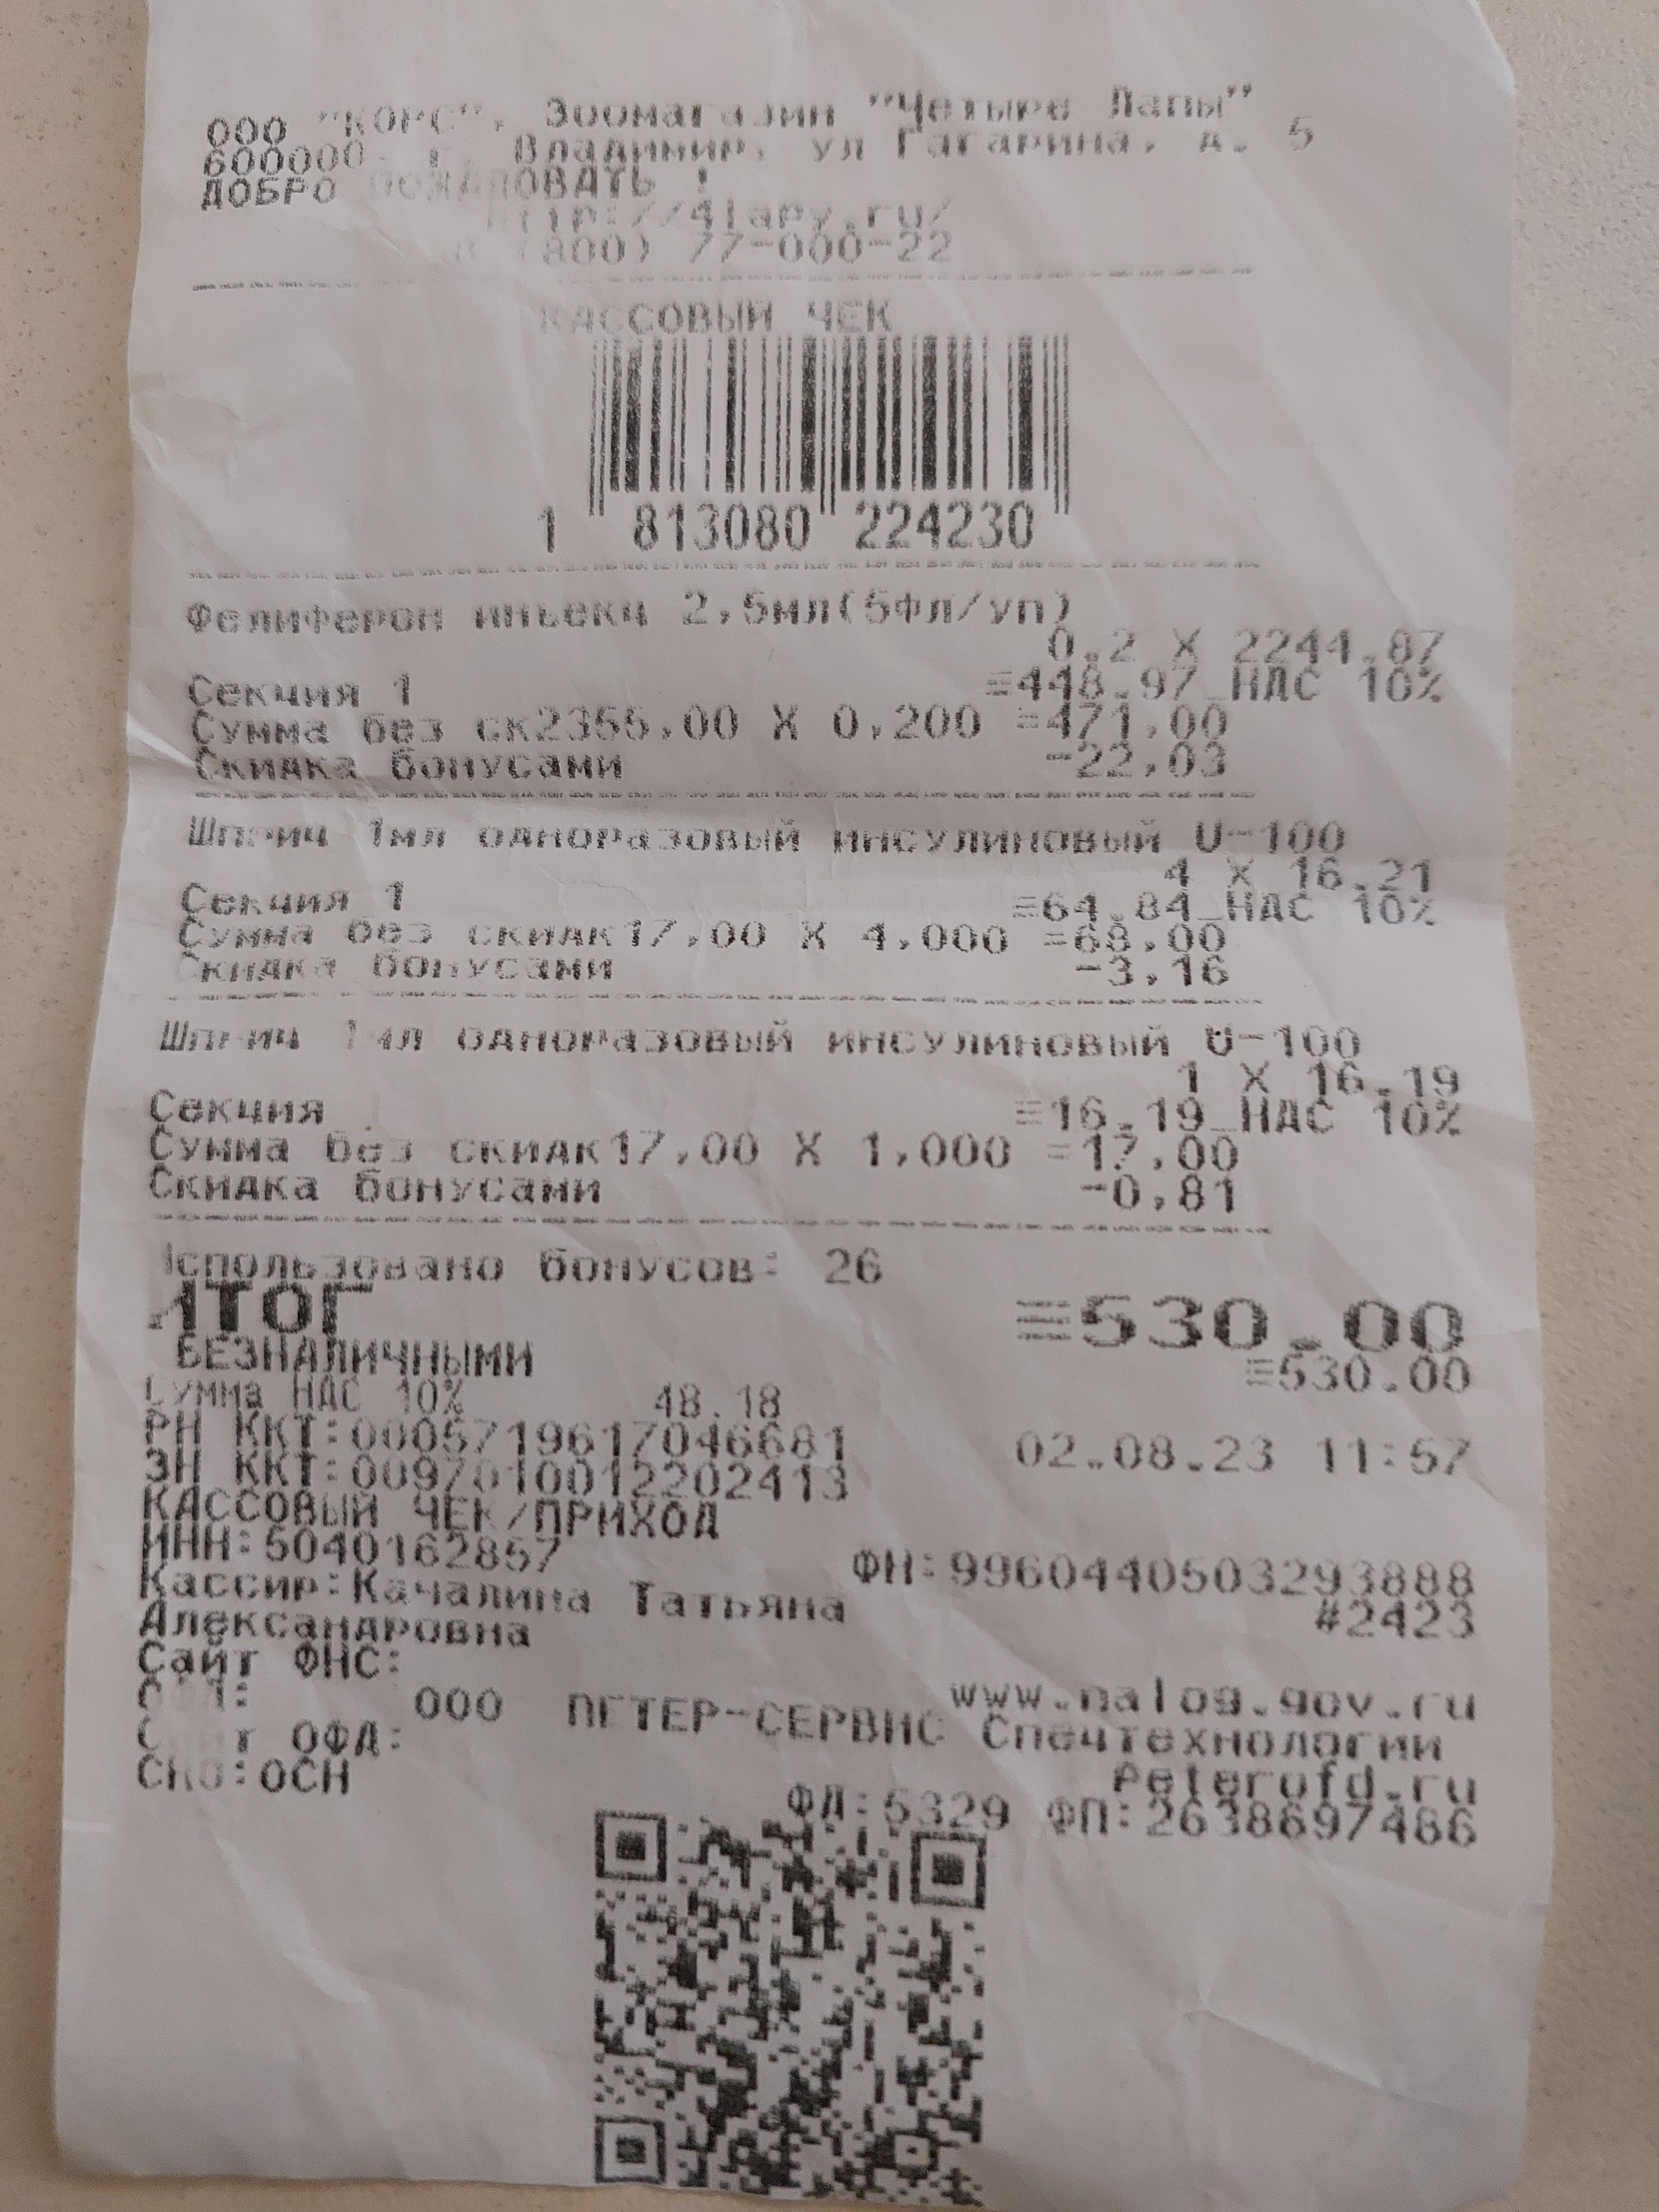 ООО "КОРС", Зоомагазин "Четыре Лапы"
600000, г. Владимир, ул Гагарина, д. 5
ДОБРО ПОЖАЛОВАТЬ !
http://4lapy.ru/
(800) 77-000-22
КАССОВЫЙ ЧЕК
1 813080 224230
Фелиферон инъекц 2,5мл(5фл/уп)
0.2 X 2244.87
Секция 1 ≡448.97_НДС 10%
Сумма без ск2355,00 X 0,200 =471,00
Скидка бонусами -22,03
Шприц 1мл одноразовый инсулиновый U-100
4 X 16.21
Секция 1 ≡64.84_НДС 10%
Сумма без скидк17,00 X 4,000 =68,00
Скидка бонусами -3,16
Шприц 1мл одноразовый инсулиновый U-100
1 X 16.19
Секция ≡16.19_НДС 10%
Сумма без скидк17,00 X 1,000 =17,00
Скидка бонусами -0,81
Использовано бонусов: 26
ИТОГ ≡530.00
БЕЗНАЛИЧНЫМИ ≡530.00
Сумма НДС 10% 48.18
РН ККТ:0005719617046681 02.08.23 11:57
ЗН ККТ:0097010012202413
КАССОВЫЙ ЧЕК/ПРИХОД
ИНН:5040162857 ФН:9960440503293888
Кассир:Качалина Татьяна #2423
Александровна
Сайт ФНС: www.nalog.gov.ru
ОФД: ООО ПЕТЕР-СЕРВИС Спецтехнологии
Сайт ОФД: Peterofd.ru
СНО:ОСН
ФД:5329 ФП:2638697486